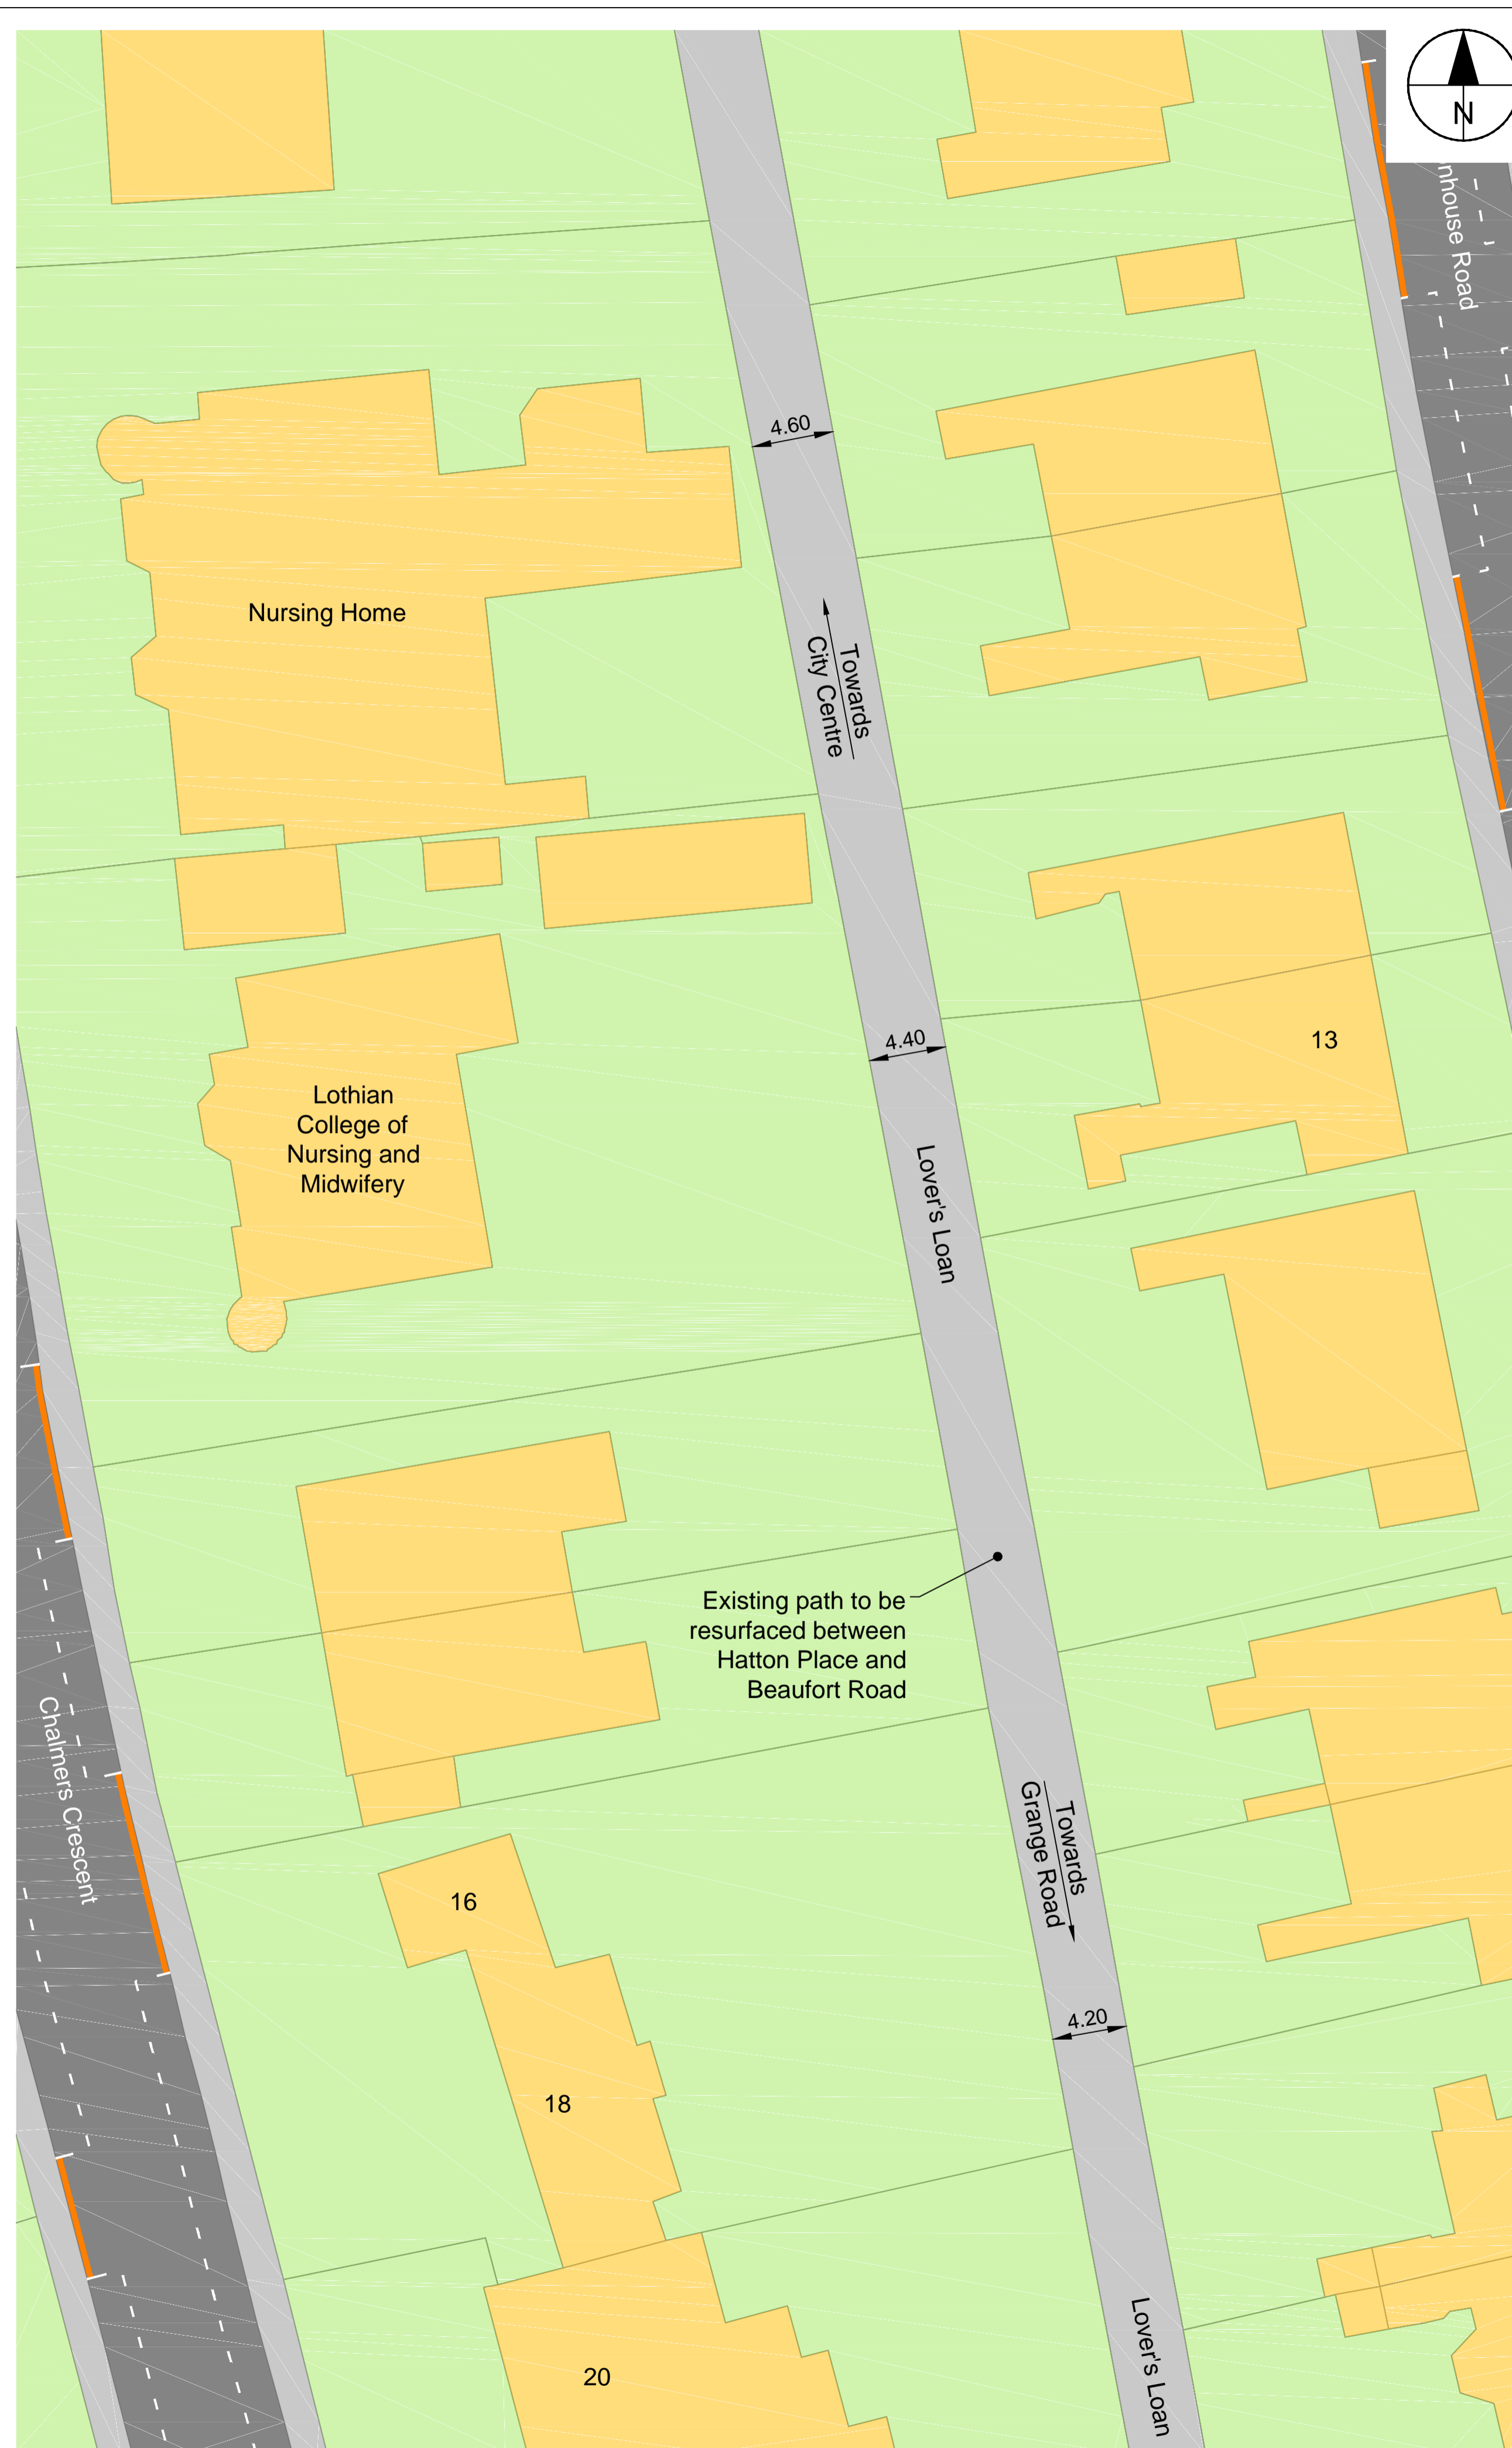 N
nhouse Road
4.60
Towards
City Centre
Nursing Home
13
4.40
Lothian
College of
Nursing and
Midwifery
Lover's Loan
Existing path to be
resurfaced between
Hatton Place and
Beaufort Road
Chalmers Crescent
Towards
Grange Road
16
4.20
18
Lover's Loan
20